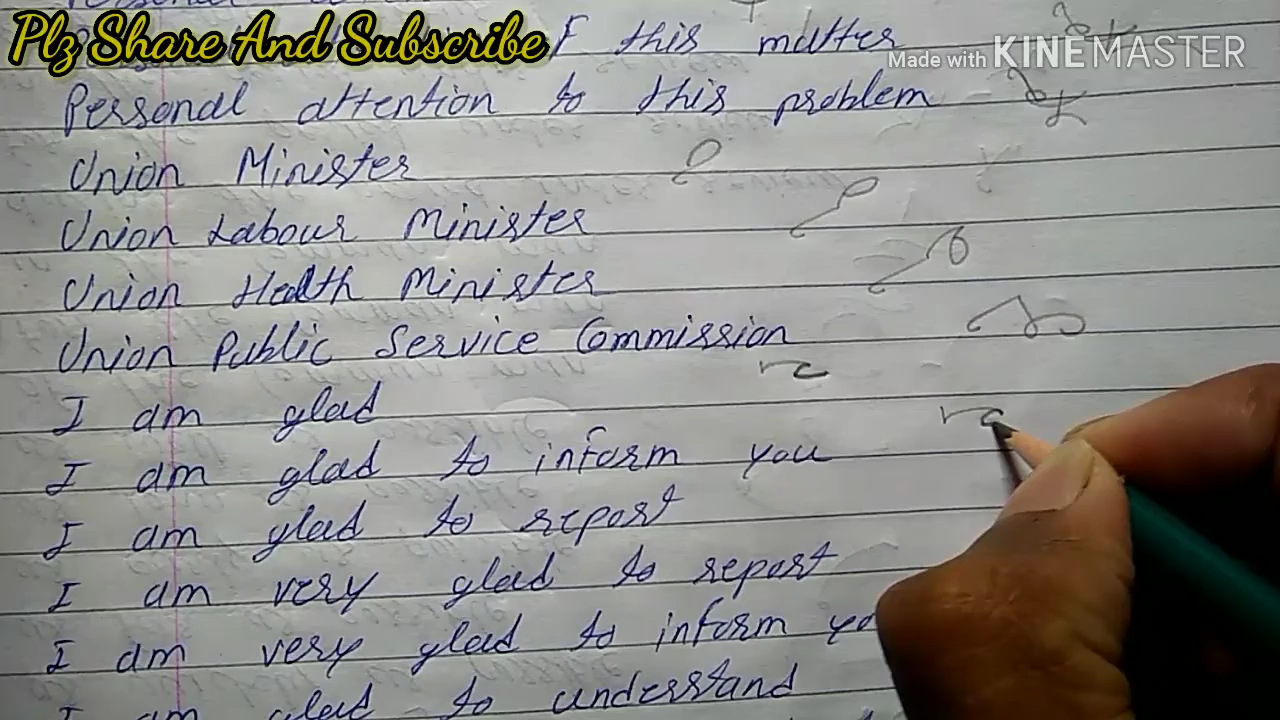 Plz Share And Subscribe
this matter
Made with KINEMASTER
Personal attention to this problem
Union Minister
Union Labour Minister
Union Health Minister
Union Public Service Commission
I am glad
I am glad to inform you
I am glad to report
I am very glad to report
I am very glad to inform
I am glad to understand